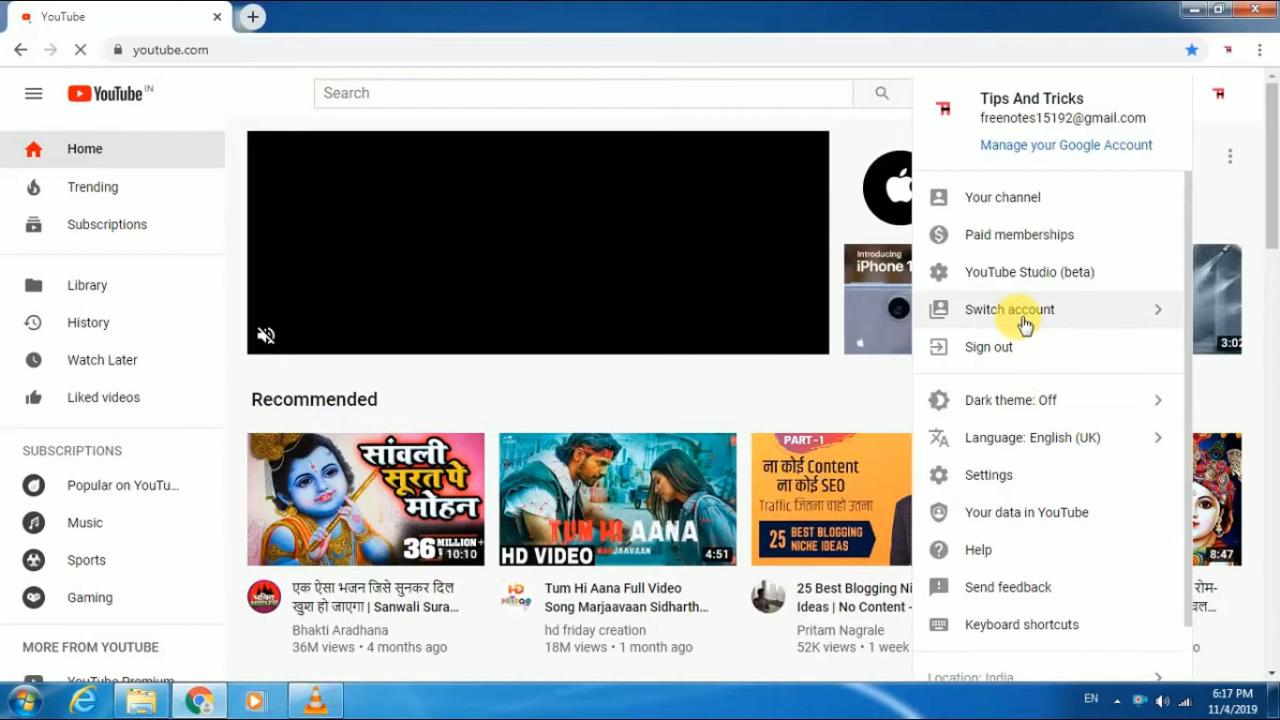 YouTube
youtube.com
YouTube IN
Search
Home
Trending
Subscriptions
Library
History
Watch Later
Liked videos
SUBSCRIPTIONS
Popular on YouTu...
Music
Sports
Gaming
MORE FROM YOUTUBE
YouTube Premium
Introducing
iPhone 1
3:02
Recommended
सांवली
सूरत पे
मोहन
36 MILLION+
10:10
एक ऐसा भजन जिसे सुनकर दिल
खुश हो जाएगा | Sanwali Sura...
Bhakti Aradhana
36M views • 4 months ago
TUM HI AANA
MARJAAVAAN
HD VIDEO
4:51
Tum Hi Aana Full Video
Song Marjaavaan Sidharth...
hd friday creation
18M views • 1 month ago
PART-1
ना कोई Content
ना कोई SEO
Traffic जितना चाहो उतना
25 BEST BLOGGING
NICHE IDEAS
25 Best Blogging Ni
Ideas | No Content -
Pritam Nagrale
52K views • 1 week
8:47
Tips And Tricks
freenotes15192@gmail.com
Manage your Google Account
Your channel
Paid memberships
YouTube Studio (beta)
Switch account
Sign out
Dark theme: Off
Language: English (UK)
Settings
Your data in YouTube
Help
Send feedback
Keyboard shortcuts
Location: India
EN
6:17 PM
11/4/2019